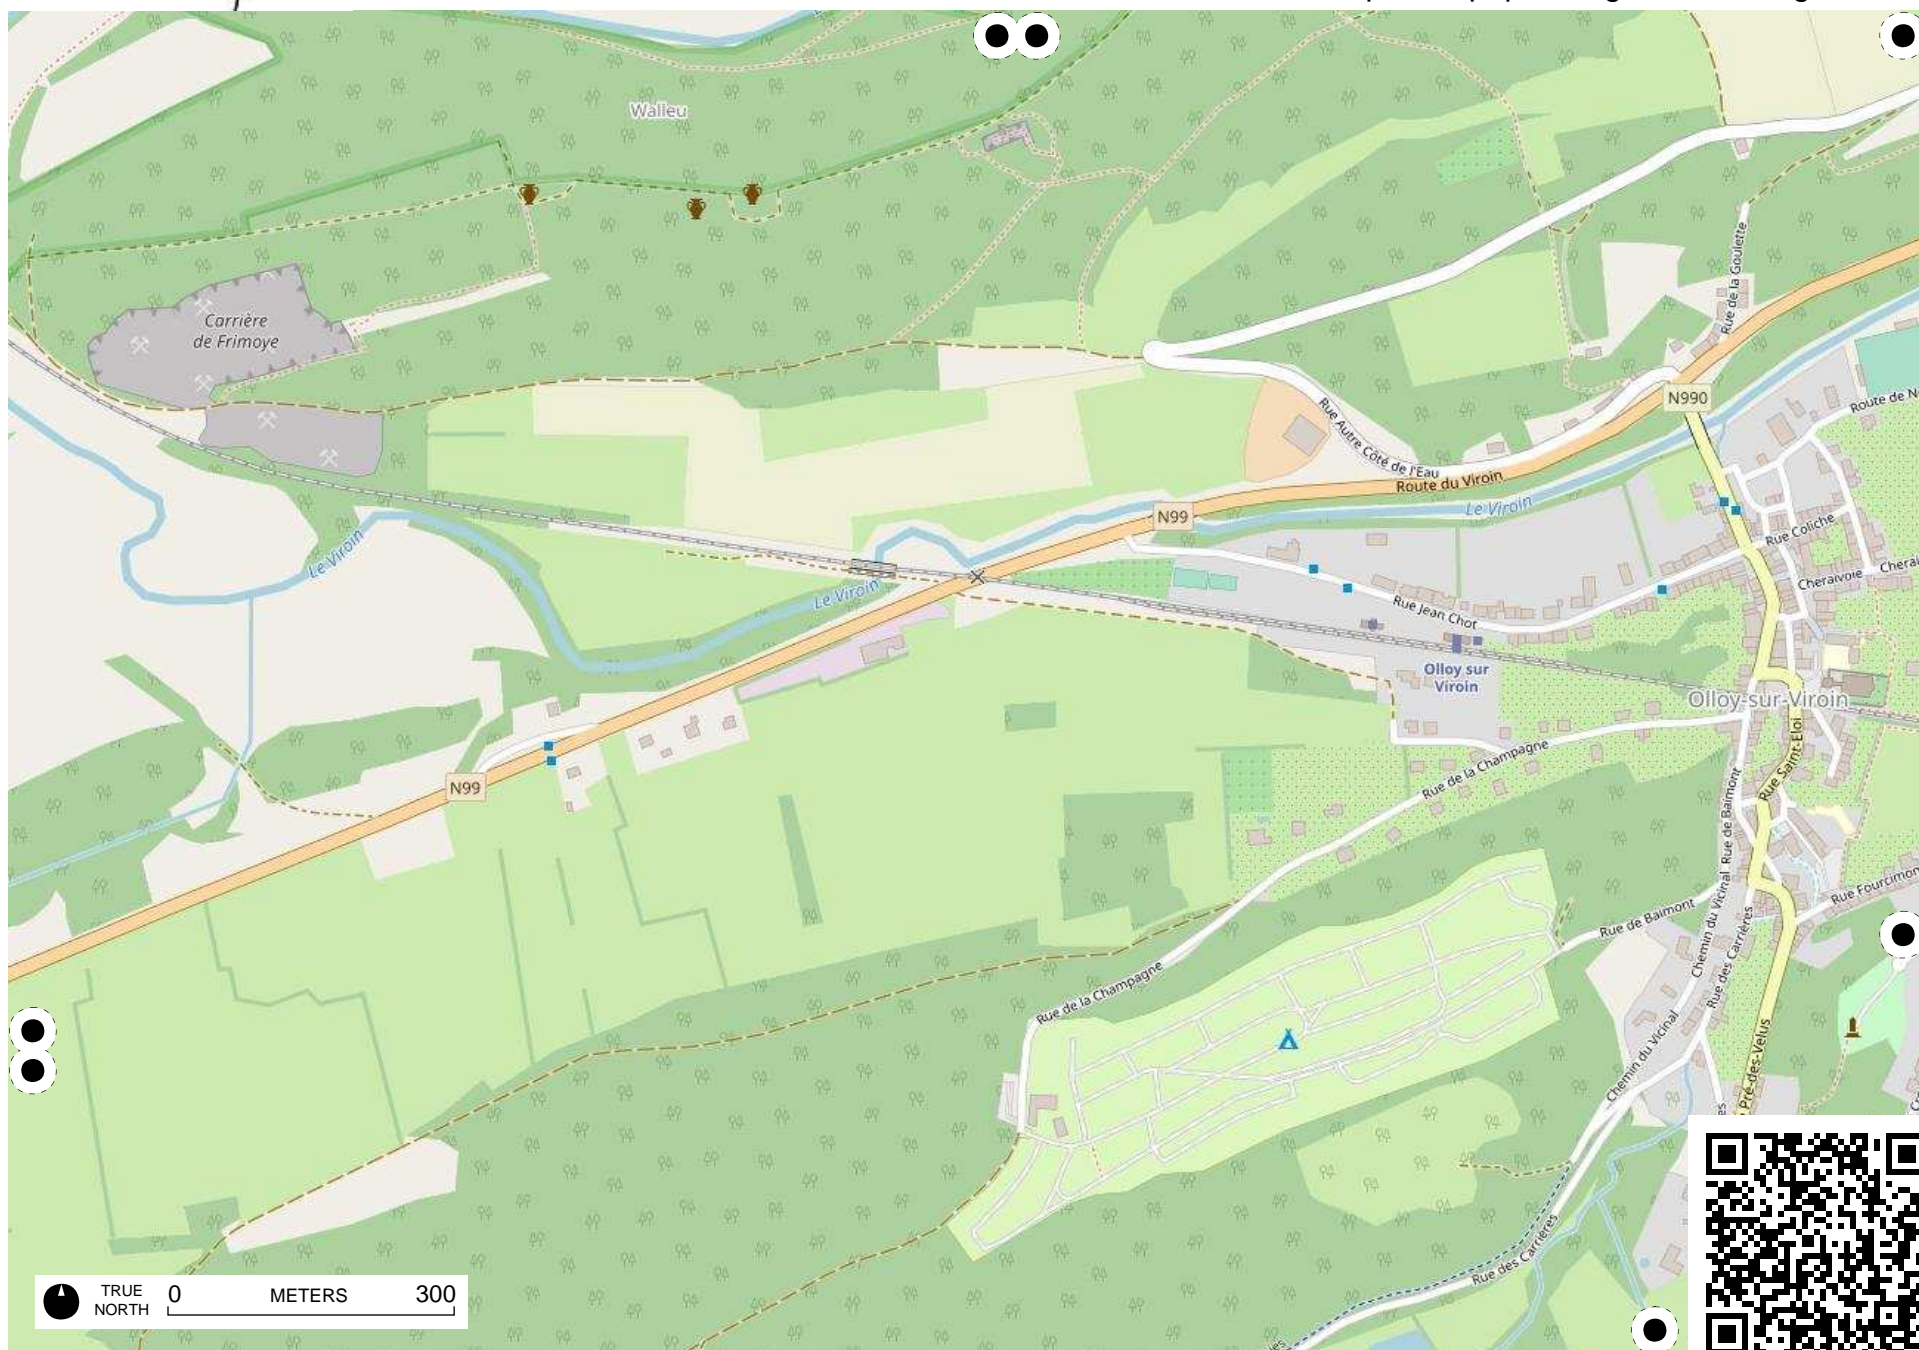 Walleu
Carrière
de Frimoye
Rue de la Goulette
N990
Route de N
Rue Autre Côté de l'Eau
Route du Viroin
Le Viroin
N99
Rue Coliche
Le Viroin
Cheraivoie
Cherai
Le Viroin
Rue Jean Chot
Olloy sur
Viroin
Olloy-sur-Viroin
Rue de la Champagne
Rue Saint-Eloi
Rue de Baimont
N99
Chemin du Vicinal
Rue Fourcimon
Rue de Baimont
Rue des Carrières
Rue de la Champagne
Chemin du Vicinal
Pré-des-Velus
es
Rue des Carrières
TRUE
NORTH
0 METERS 300